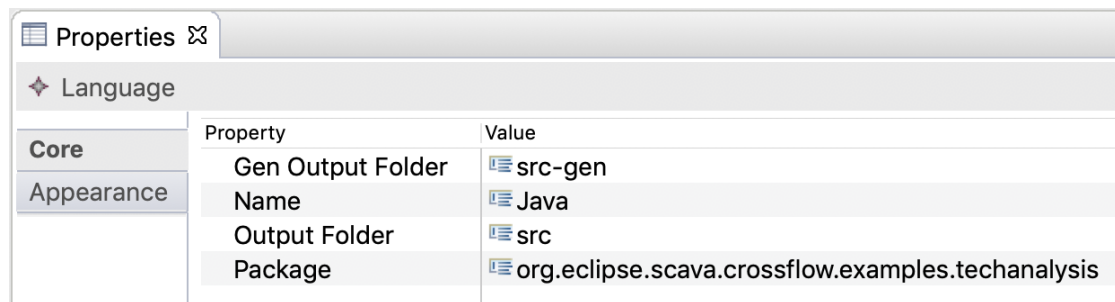 Properties
Language
Core
Appearance
Property Value
Gen Output Folder src-gen
Name Java
Output Folder src
Package org.eclipse.scava.crossflow.examples.techanalysis